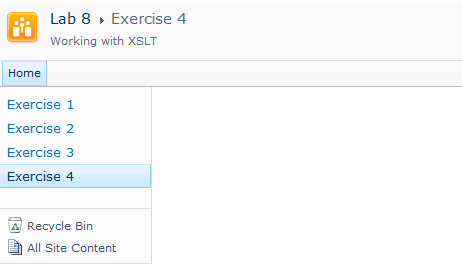 Lab 8 ▸ Exercise 4
Working with XSLT
Home
Exercise 1
Exercise 2
Exercise 3
Exercise 4
Recycle Bin
All Site Content